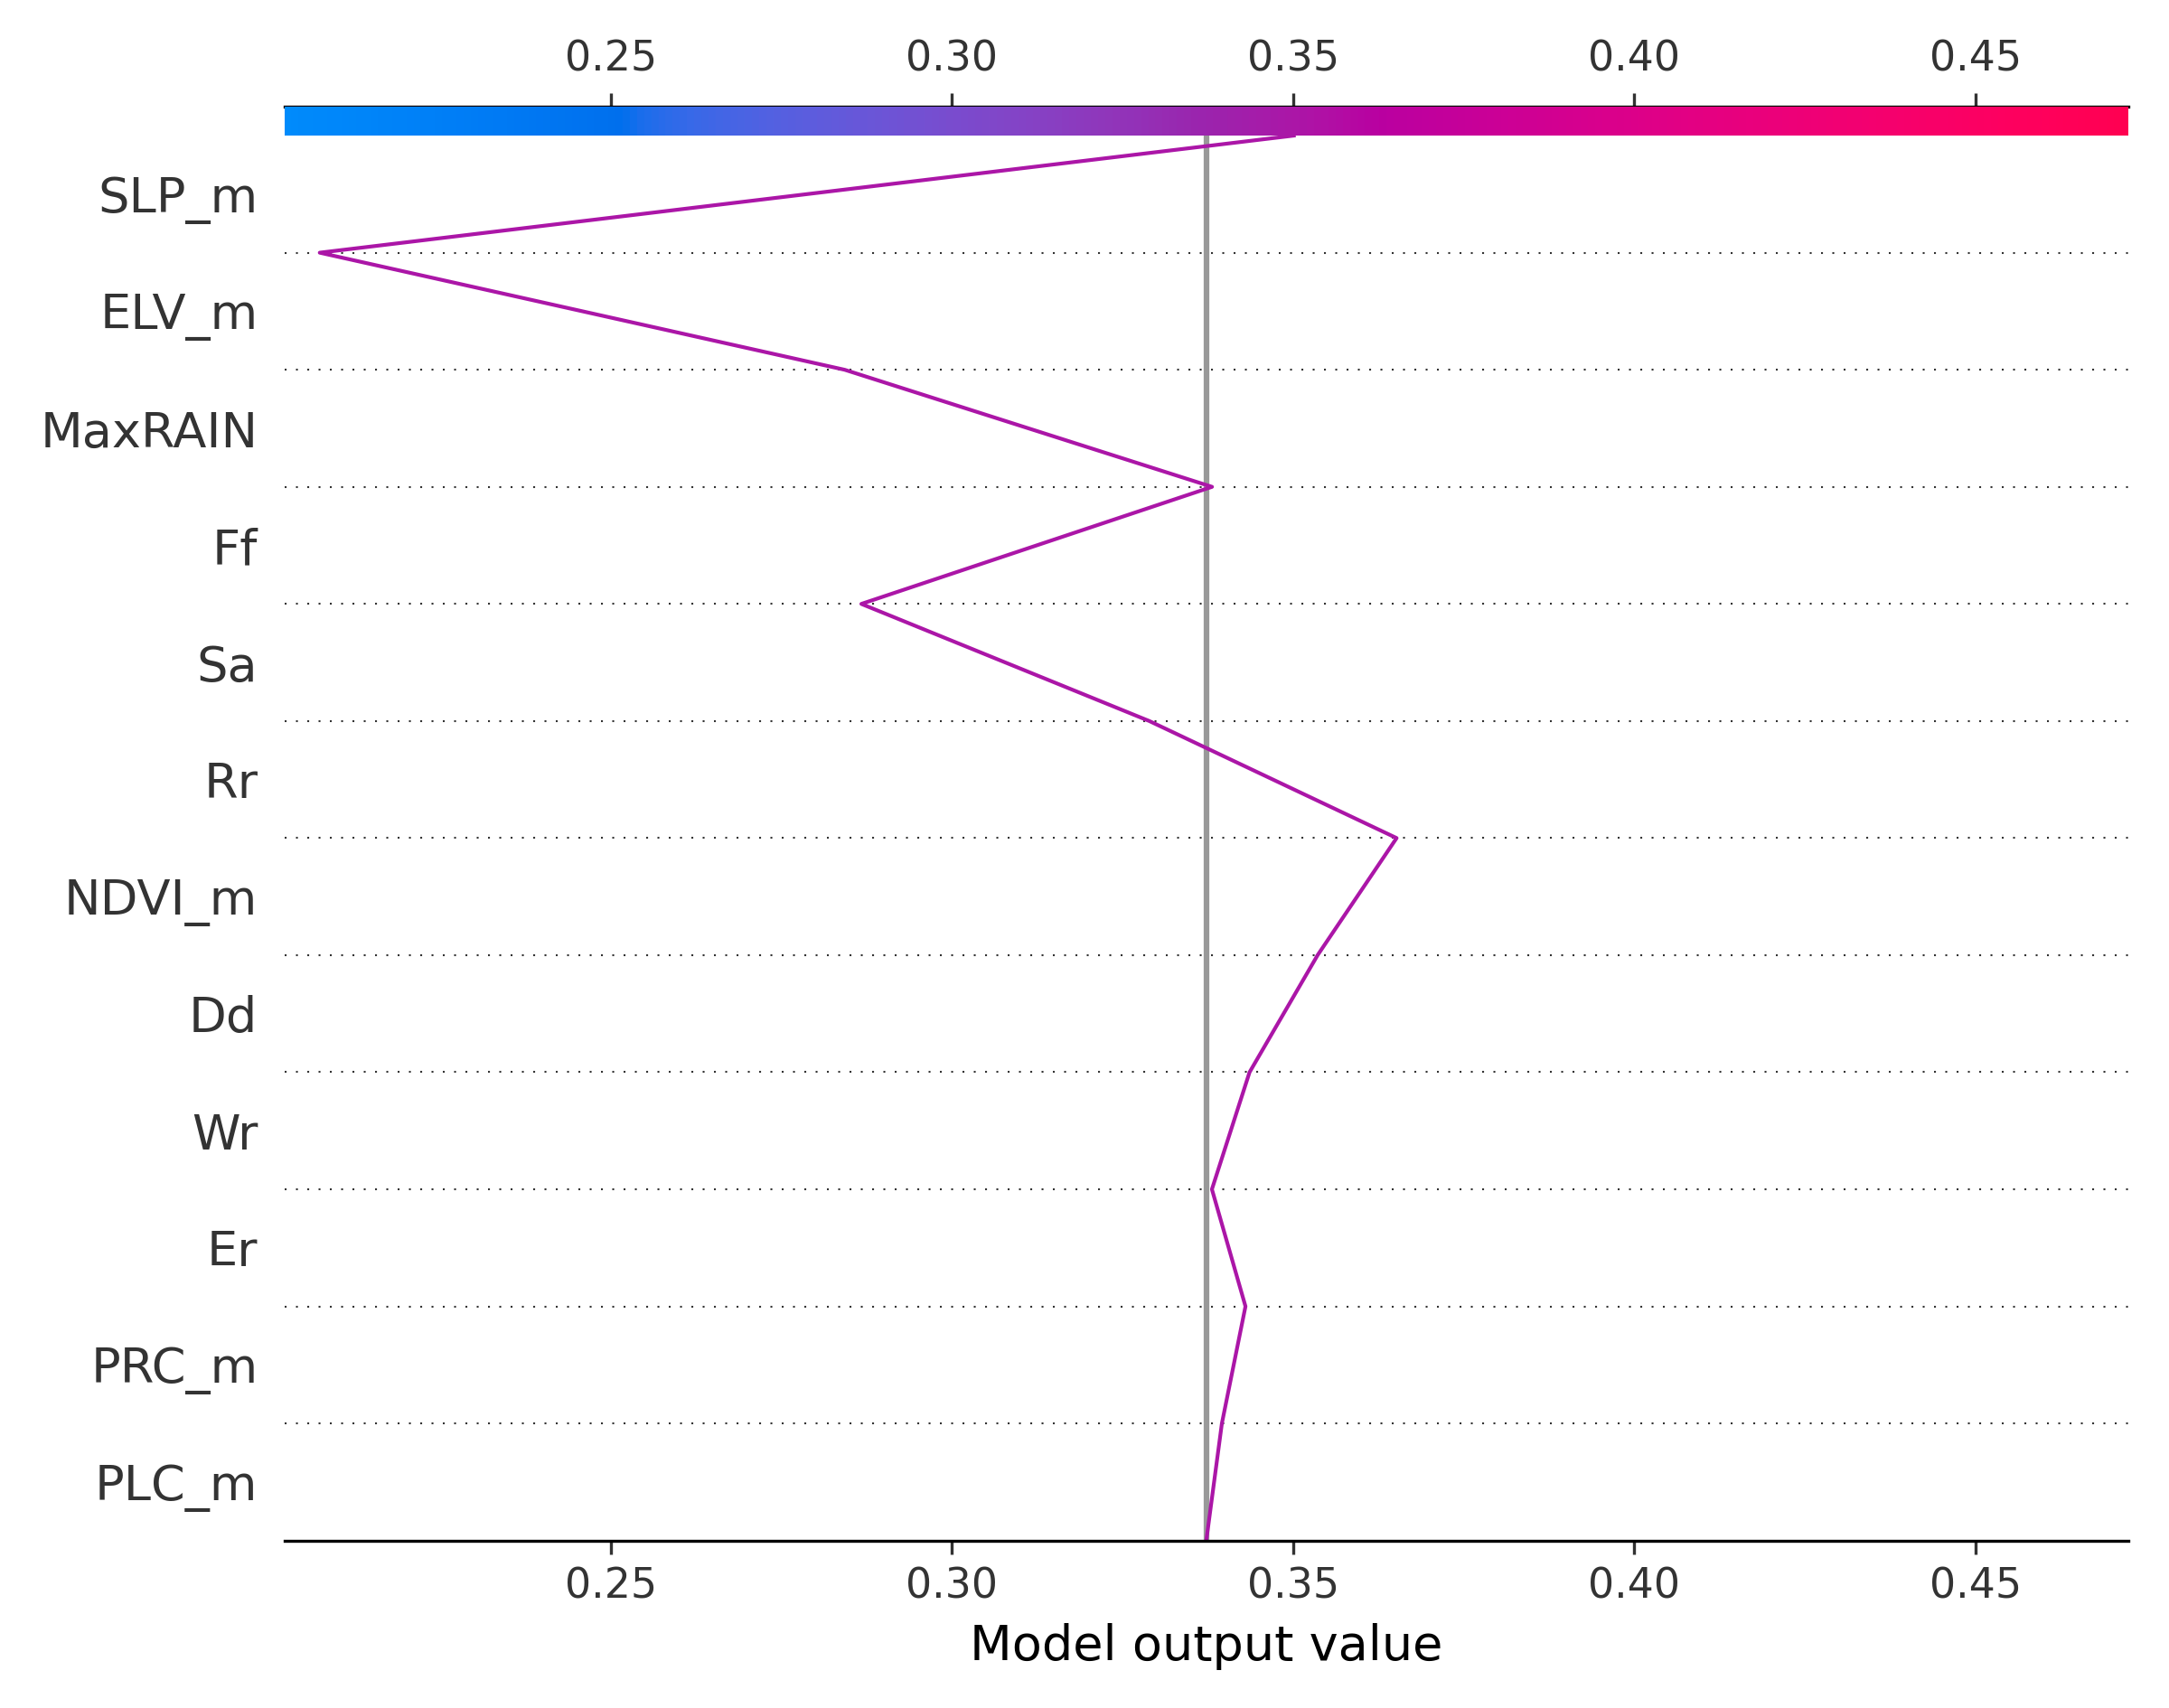 0.25 0.30 0.35 0.40 0.45
SLP_m
ELV_m
MaxRAIN
Ff
Sa
Rr
NDVI_m
Dd
Wr
Er
PRC_m
PLC_m
0.25 0.30 0.35 0.40 0.45
Model output value